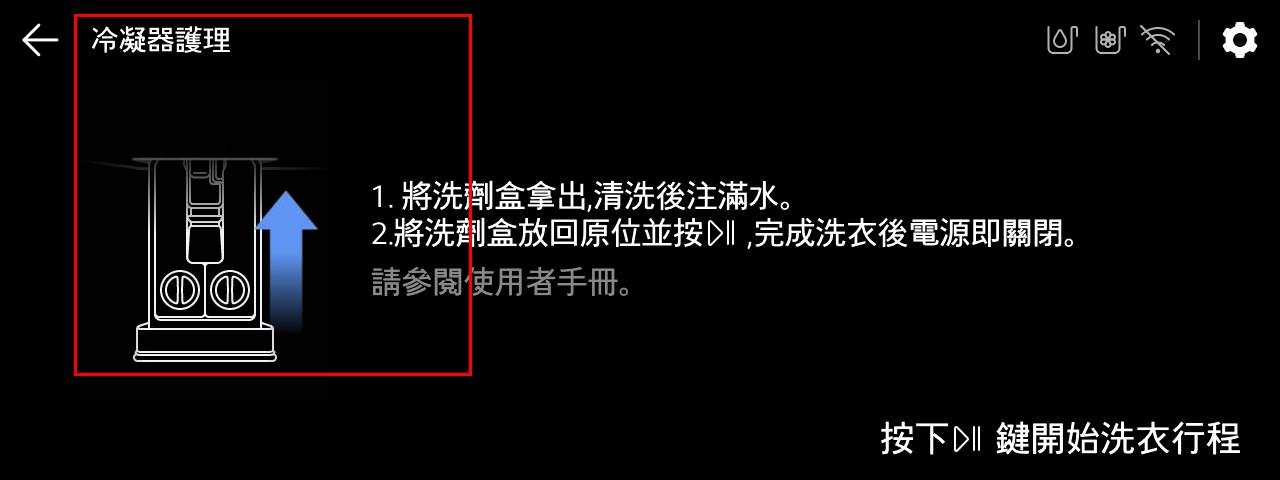 冷凝器護理
1. 將洗劑盒拿出,清洗後注滿水。
2.將洗劑盒放回原位並按▷|| ,完成洗衣後電源即關閉。
請參閱使用者手冊。
按下▷|| 鍵開始洗衣行程